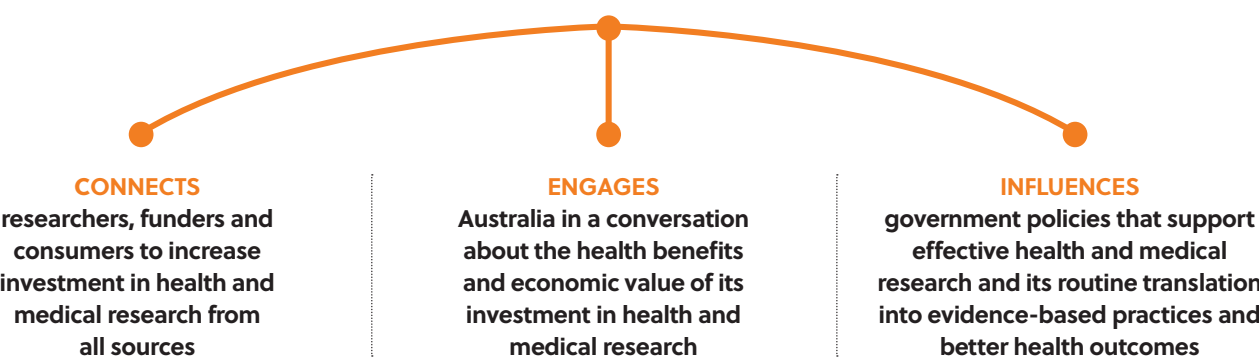 CONNECTS
researchers, funders and
consumers to increase
investment in health and
medical research from
all sources
ENGAGES
Australia in a conversation
about the health benefits
and economic value of its
investment in health and
medical research
INFLUENCES
government policies that support
effective health and medical
research and its routine translation
into evidence-based practices and
better health outcomes